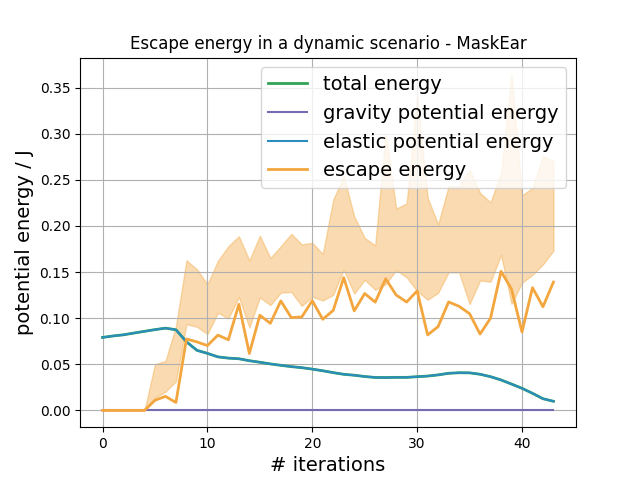 Escape energy in a dynamic scenario - MaskEar
total energy
gravity potential energy
elastic potential energy
escape energy
potential energy / J
0.35
0.30
0.25
0.20
0.15
0.10
0.05
0.00
0 10 20 30 40
# iterations